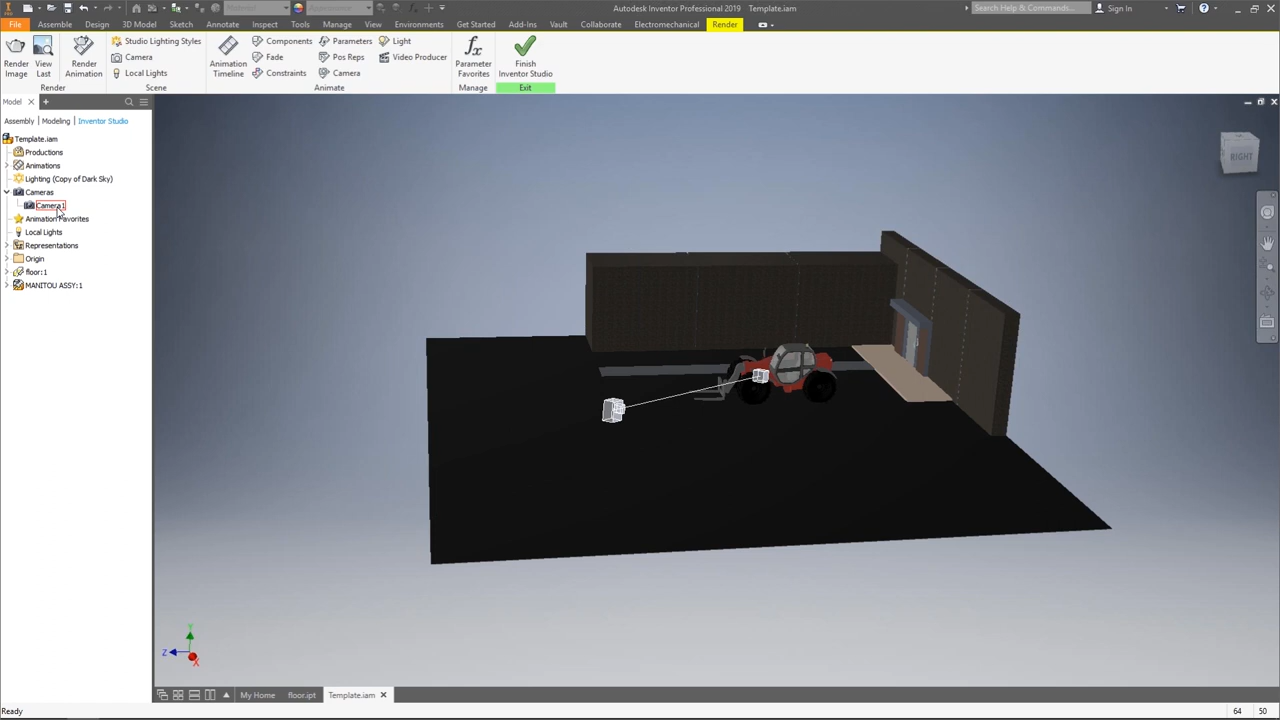 Autodesk Inventor Professional 2019   Template.iam
Search Help & Commands...
Sign In
File Assemble Design 3D Model Sketch Annotate Inspect Tools Manage View Environments Get Started Add-Ins Vault Collaborate Electromechanical Render
Material
Appearance
Render Image
View Last
Render Animation
Studio Lighting Styles
Camera
Local Lights
Animation Timeline
Components
Fade
Constraints
Parameters
Pos Reps
Camera
Light
Video Producer
Parameter Favorites
Finish Inventor Studio
Render
Scene
Animate
Manage
Exit
Model
Assembly | Modeling | Inventor Studio
Template.iam
Productions
Animations
Lighting (Copy of Dark Sky)
Cameras
Camera1
Animation Favorites
Local Lights
Representations
Origin
floor:1
MANITOU ASSY:1
RIGHT
Y
Z
X
My Home
floor.ipt
Template.iam
Ready
64 50